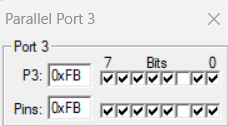 Parallel Port 3
Port 3
7 Bits 0
P3: 0xFB
Pins: 0xFB